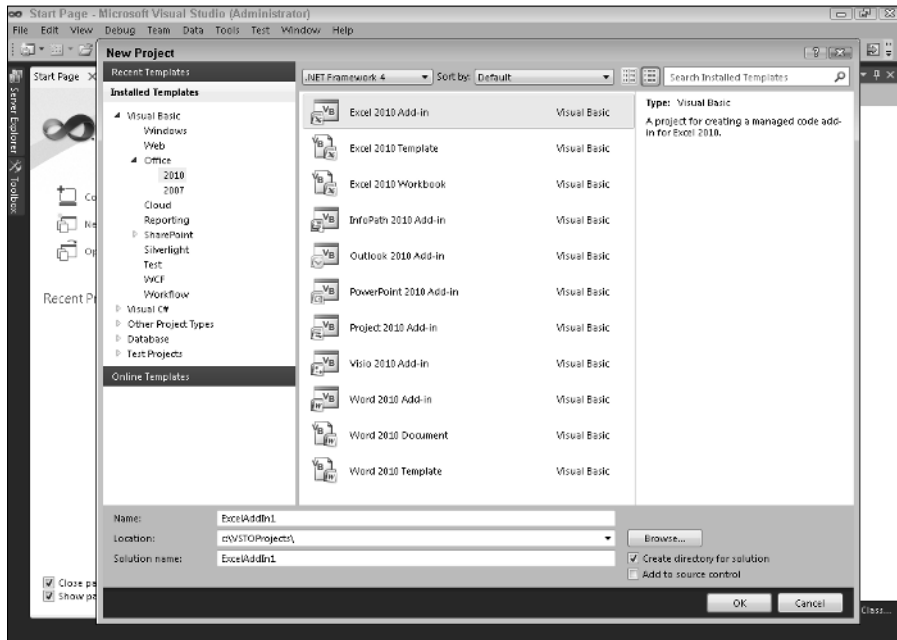 Start Page - Microsoft Visual Studio (Administrator)
File Edit View Debug Team Data Tools Test Window Help
New Project
Start Page
Server Explorer
Toolbox
Recent Templates
Installed Templates
Visual Basic
Windows
Web
Office
2010
2007
Cloud
Reporting
SharePoint
Silverlight
Test
WCF
Workflow
Visual C#
Other Project Types
Database
Test Projects
Online Templates
.NET Framework 4
Sort by: Default
Search Installed Templates
Excel 2010 Add-in Visual Basic
Excel 2010 Template Visual Basic
Excel 2010 Workbook Visual Basic
InfoPath 2010 Add-in Visual Basic
Outlook 2010 Add-in Visual Basic
PowerPoint 2010 Add-in Visual Basic
Project 2010 Add-in Visual Basic
Visio 2010 Add-in Visual Basic
Word 2010 Add-in Visual Basic
Word 2010 Document Visual Basic
Word 2010 Template Visual Basic
Type: Visual Basic
A project for creating a managed code add-
in for Excel 2010.
Co
Ne
Op
Recent P
Name: ExcelAddIn1
Location: c:\VSTOProjects\
Browse...
Solution name: ExcelAddIn1
Create directory for solution
Add to source control
Close pa
Show pa
OK Cancel
Class...